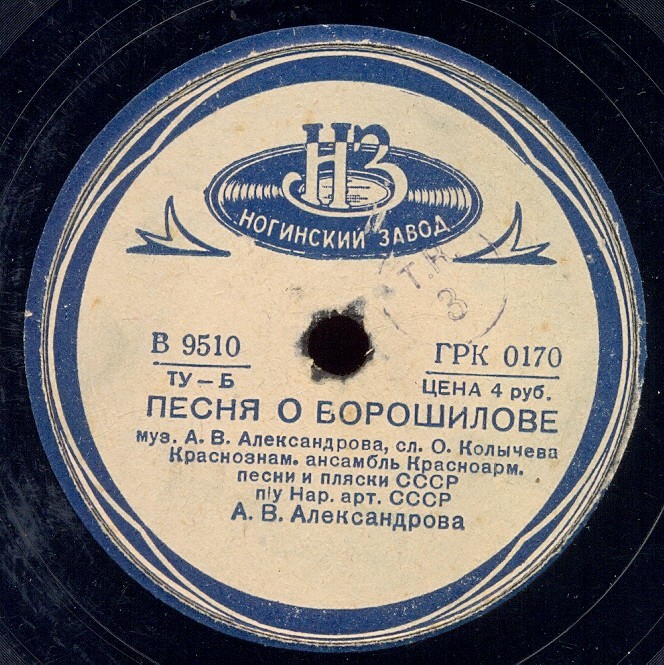 НЗ
НОГИНСКИЙ ЗАВОД
Т.К.
3
В 9510
ГРК 0170
ТУ – Б
ЦЕНА 4 руб.
ПЕСНЯ О ВОРОШИЛОВЕ
муз. А. В. Александрова, сл. О. Колычева
Краснознам. ансамбль Красноарм.
песни и пляски СССР
п/у Нар. арт. СССР
А. В. Александрова